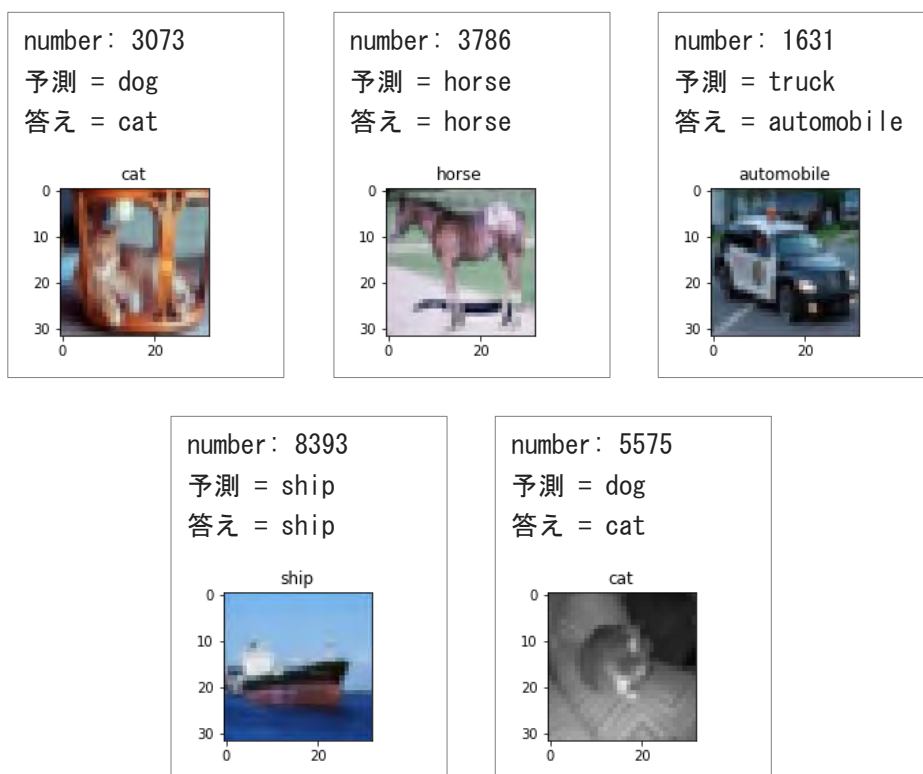 number: 3073
予測 = dog
答え = cat
cat
0
10
20
30
0
20
number: 3786
予測 = horse
答え = horse
horse
0
10
20
30
0
20
number: 1631
予測 = truck
答え = automobile
automobile
0
10
20
30
0
20
number: 8393
予測 = ship
答え = ship
ship
0
10
20
30
0
20
number: 5575
予測 = dog
答え = cat
cat
0
10
20
30
0
20